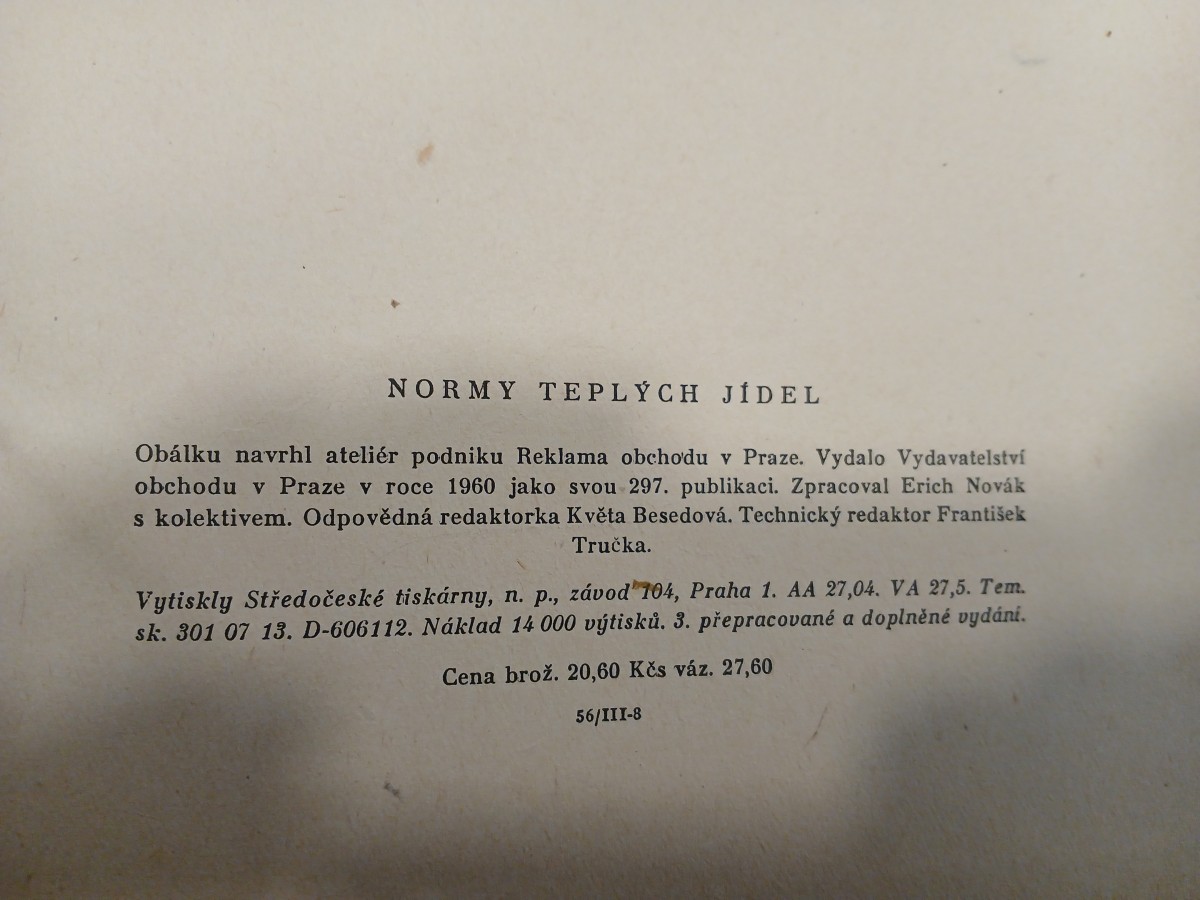 NORMY TEPLÝCH JÍDEL
Obálku navrhl ateliér podniku Reklama obchodu v Praze. Vydalo Vydavatelství
obchodu v Praze v roce 1960 jako svou 297. publikaci. Zpracoval Erich Novák
s kolektivem. Odpovědná redaktorka Květa Besedová. Technický redaktor František
Tručka.
Vytiskly Středočeské tiskárny, n. p., závod 104, Praha 1. AA 27,04. VA 27,5. Tem.
sk. 301 07 13. D-606112. Náklad 14 000 výtisků. 3. přepracované a doplněné vydání.
Cena brož. 20,60 Kčs váz. 27,60
56/III-8